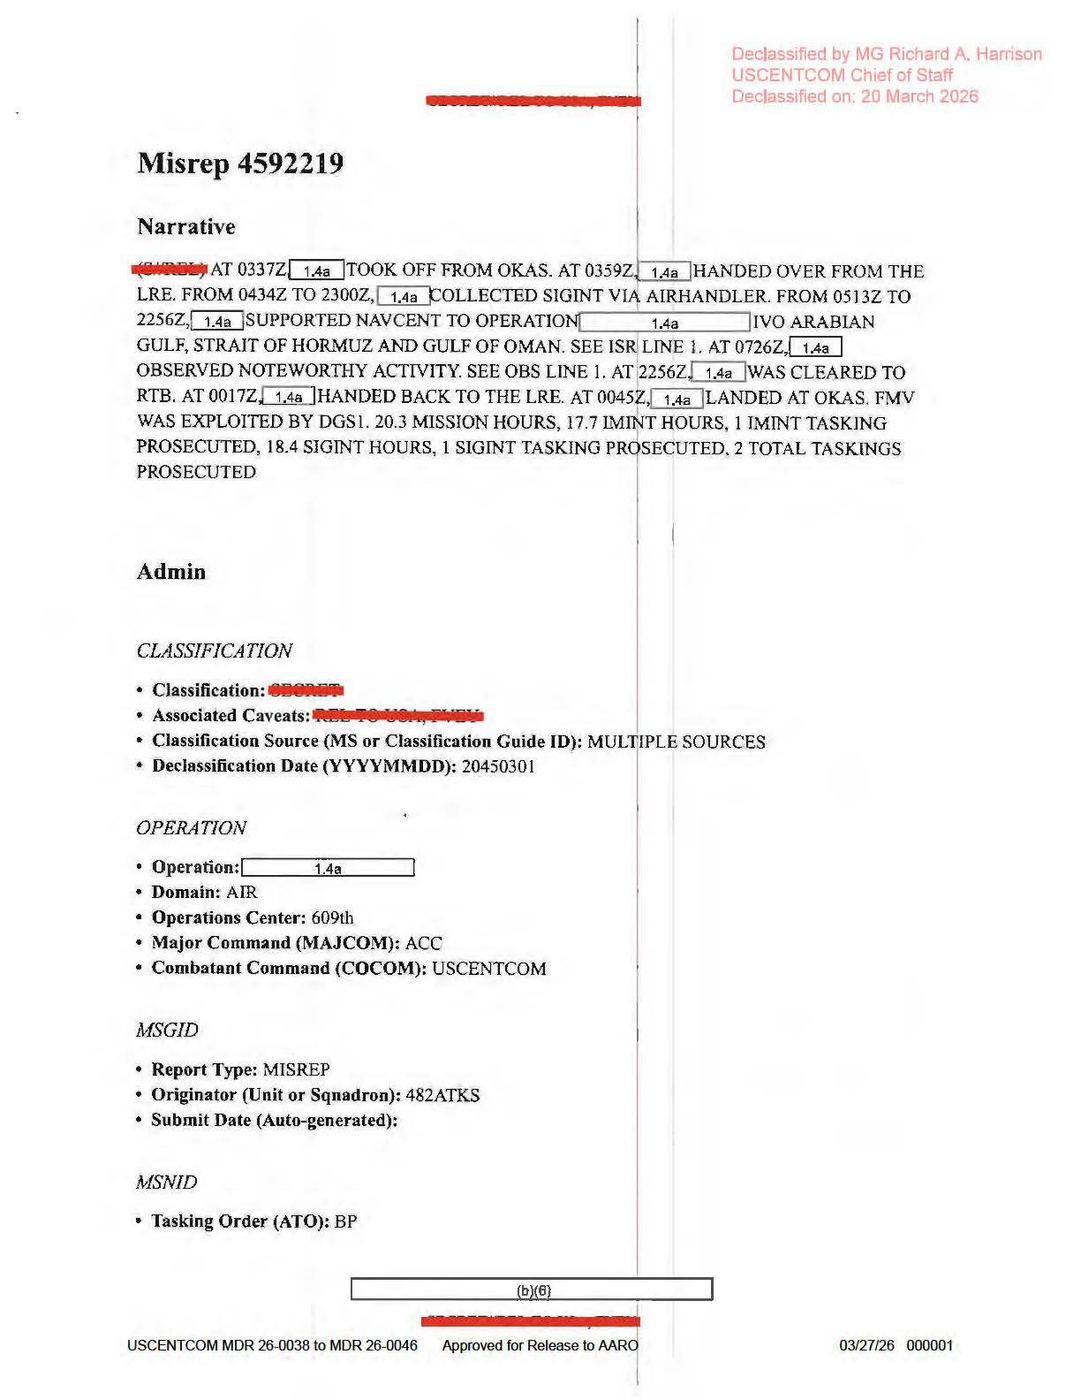 Declassified by MG Richard A. Harrison
USCENTCOM Chief of Staff
Declassified on: 20 March 2026
Misrep 4592219
Narrative
AT 0337Z, 1.4a TOOK OFF FROM OKAS. AT 0359Z, 1.4a HANDED OVER FROM THE
LRE. FROM 0434Z TO 2300Z, 1.4a COLLECTED SIGINT VIA AIRHANDLER. FROM 0513Z TO
2256Z, 1.4a SUPPORTED NAVCENT TO OPERATION 1.4a IVO ARABIAN
GULF, STRAIT OF HORMUZ AND GULF OF OMAN. SEE ISR LINE 1. AT 0726Z, 1.4a
OBSERVED NOTEWORTHY ACTIVITY. SEE OBS LINE 1. AT 2256Z, 1.4a WAS CLEARED TO
RTB. AT 0017Z, 1.4a HANDED BACK TO THE LRE. AT 0045Z, 1.4a LANDED AT OKAS. FMV
WAS EXPLOITED BY DGS1. 20.3 MISSION HOURS, 17.7 IMINT HOURS, 1 IMINT TASKING
PROSECUTED, 18.4 SIGINT HOURS, 1 SIGINT TASKING PROSECUTED, 2 TOTAL TASKINGS
PROSECUTED
Admin
CLASSIFICATION
• Classification:
• Associated Caveats:
• Classification Source (MS or Classification Guide ID): MULTIPLE SOURCES
• Declassification Date (YYYYMMDD): 20450301
OPERATION
• Operation: 1.4a
• Domain: AIR
• Operations Center: 609th
• Major Command (MAJCOM): ACC
• Combatant Command (COCOM): USCENTCOM
MSGID
• Report Type: MISREP
• Originator (Unit or Squadron): 482ATKS
• Submit Date (Auto-generated):
MSNID
• Tasking Order (ATO): BP
(b)(6)
USCENTCOM MDR 26-0038 to MDR 26-0046 Approved for Release to AARO 03/27/26 000001